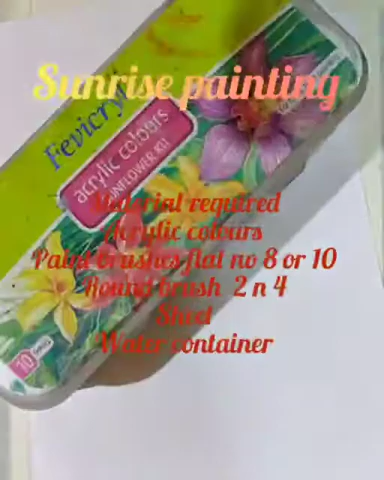 Sunrise painting
Fevicryl
acrylic colours
SUNFLOWER KIT
Material required
Acrylic colours
Paint brushes flat no 8 or 10
Round brush 2 n 4
Sheet
Water container
10